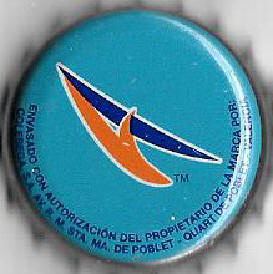 TM
ENVASADO CON AUTORIZACIÓN DEL PROPIETARIO DE LA MARCA POR:
COLEBEGA, S.A. AV. R. M. STA. MA. DE POBLET - QUART DE POBLET - VALENCIA